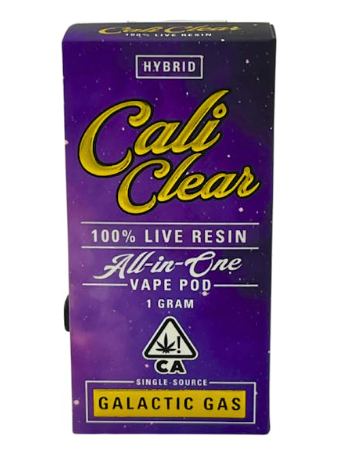 Cali Clear
100% LIVE RESIN
HYBRID
Cali
Clear
100% LIVE RESIN
All-in-One
VAPE POD
1 GRAM
!
CA
SINGLE-SOURCE
GALACTIC GAS